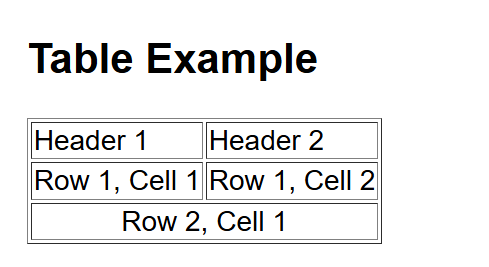 Table Example
Header 1 Header 2
Row 1, Cell 1 Row 1, Cell 2
Row 2, Cell 1